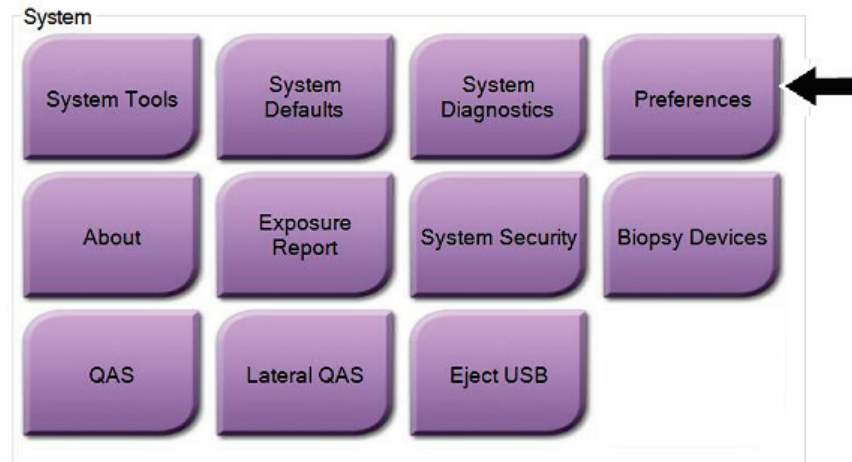 System
System Tools
System
Defaults
System
Diagnostics
Preferences
About
Exposure
Report
System Security
Biopsy Devices
QAS
Lateral QAS
Eject USB